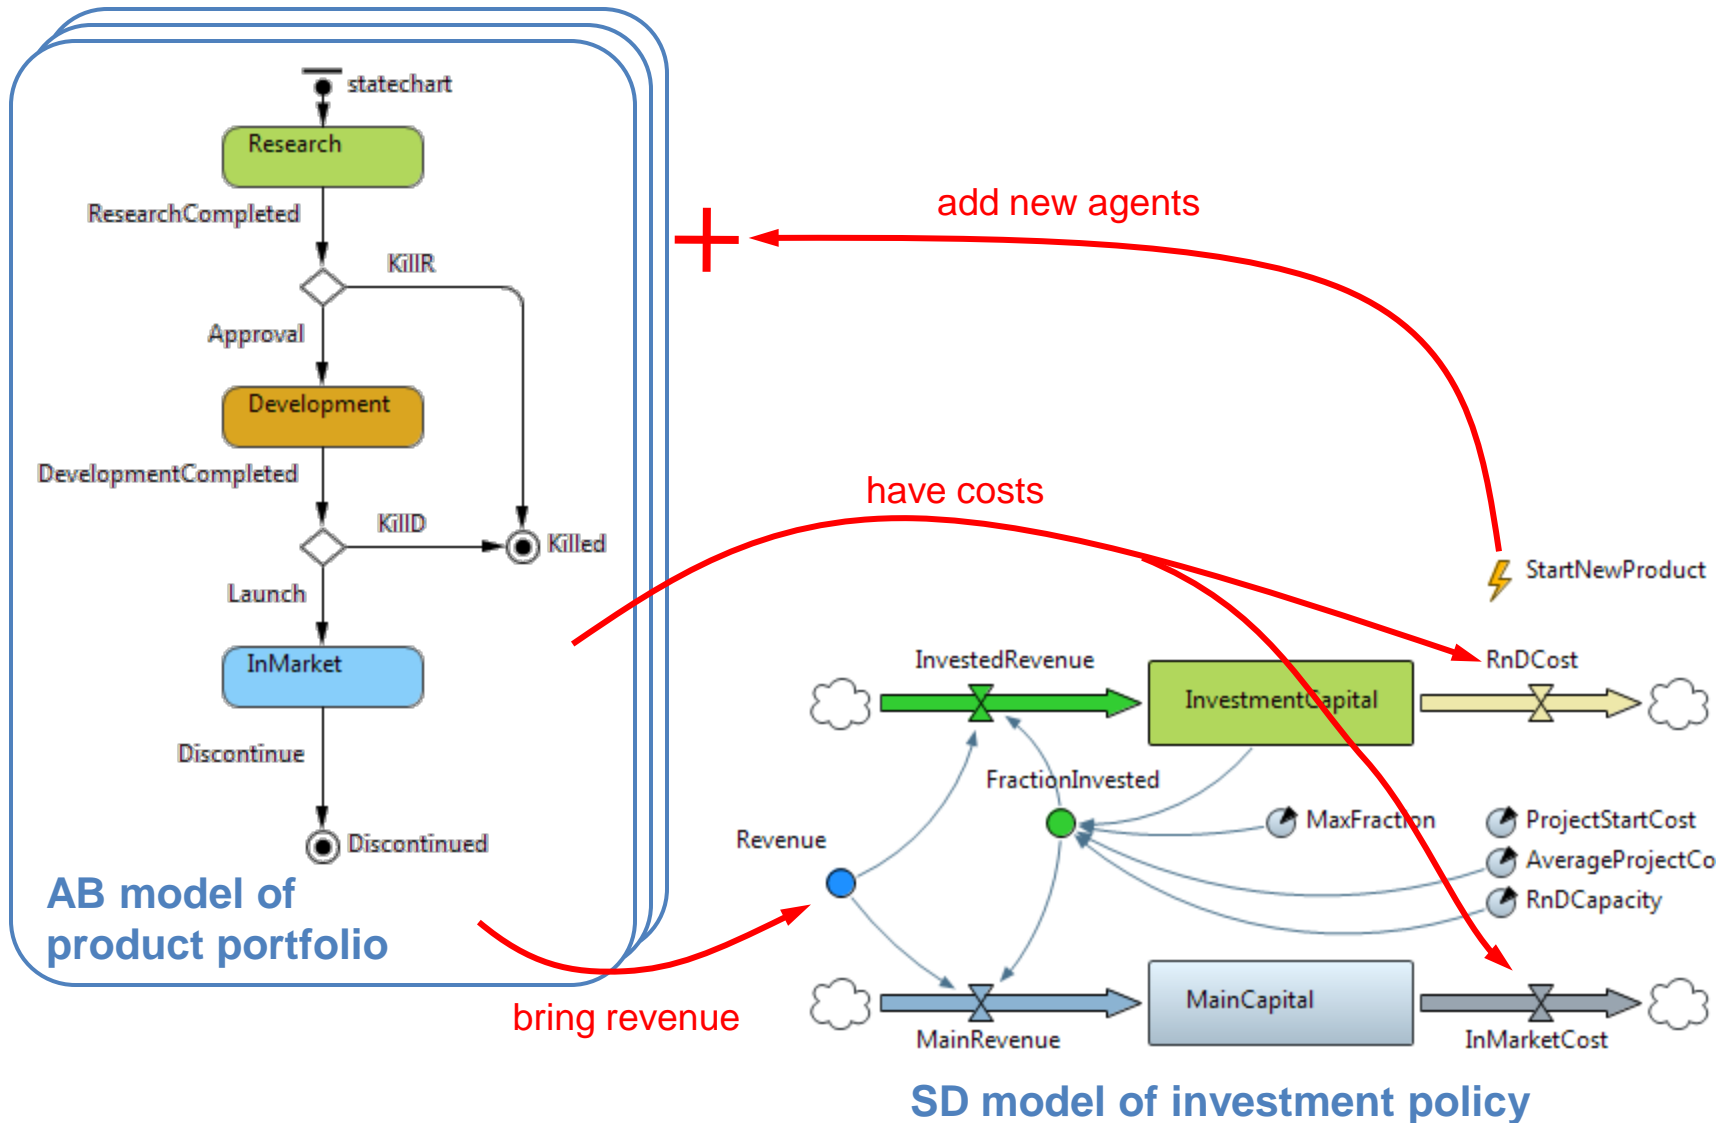 statechart
Research
ResearchCompleted
KillR
Approval
Development
DevelopmentCompleted
KillD
Killed
Launch
InMarket
Discontinue
Discontinued
AB model of
product portfolio
add new agents
have costs
bring revenue
StartNewProduct
InvestedRevenue
InvestmentCapital
RnDCost
FractionInvested
MaxFraction
ProjectStartCost
AverageProjectCo
RnDCapacity
Revenue
MainRevenue
MainCapital
InMarketCost
SD model of investment policy